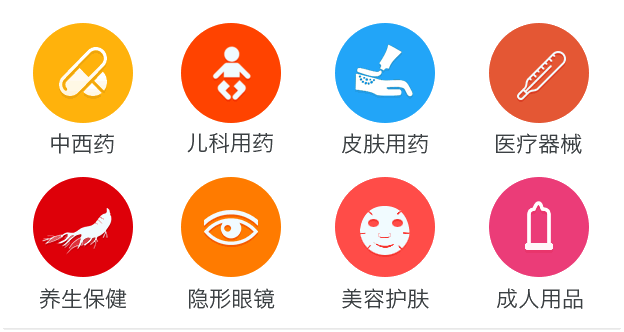 中西药
儿科用药
皮肤用药
医疗器械
养生保健
隐形眼镜
美容护肤
成人用品